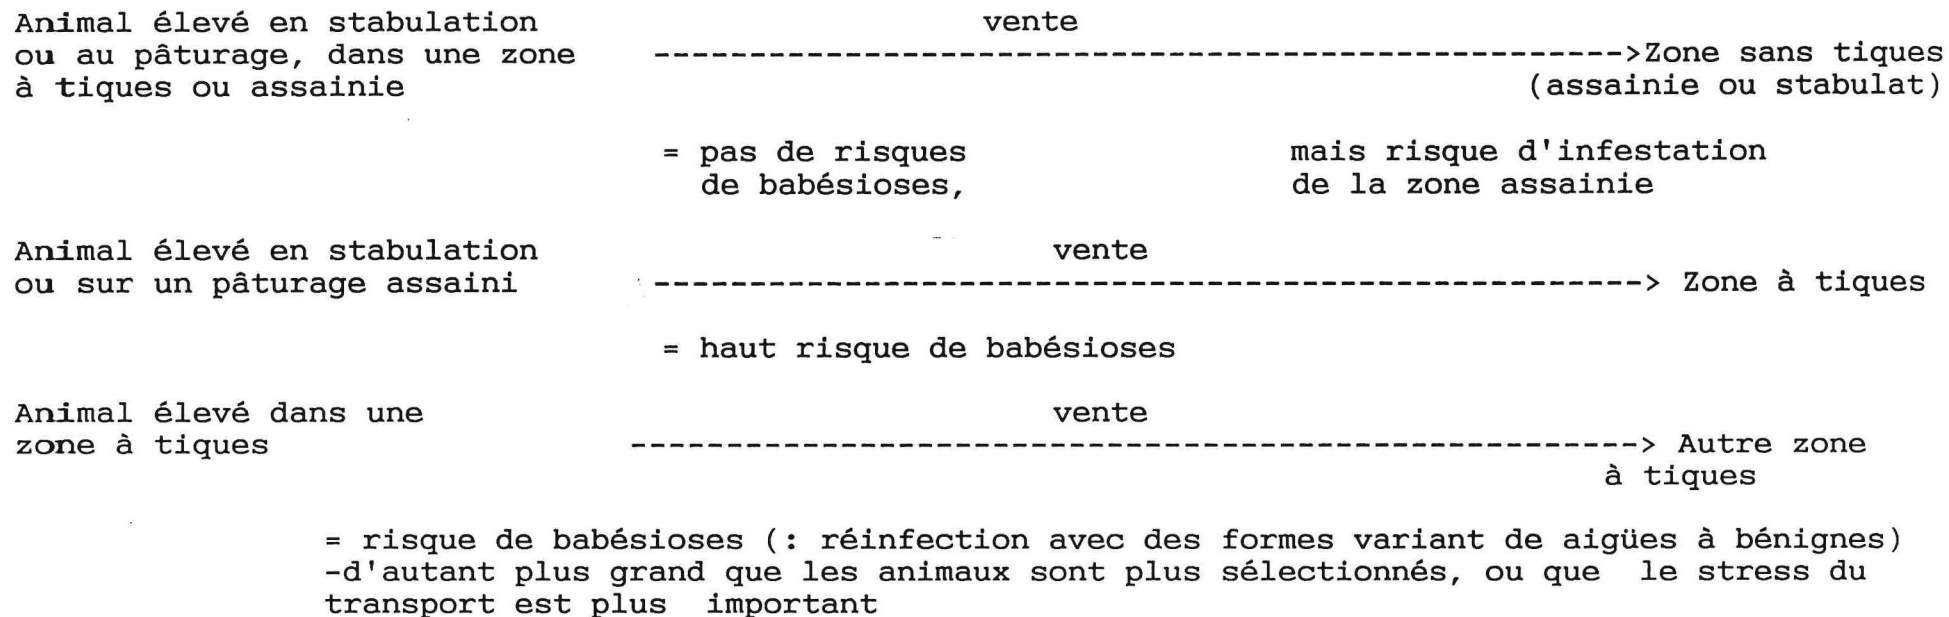 Animal élevé en stabulation vente
ou au pâturage, dans une zone ---------------------------------------------------->Zone sans tiques
à tiques ou assainie (assainie ou stabulat)
= pas de risques mais risque d'infestation
de babésioses, de la zone assainie
Animal élevé en stabulation vente
ou sur un pâturage assaini ----------------------------------------------------> Zone à tiques
= haut risque de babésioses
Animal élevé dans une vente
zone à tiques -----------------------------------------------------> Autre zone
à tiques
= risque de babésioses (: réinfection avec des formes variant de aigües à bénignes)
-d'autant plus grand que les animaux sont plus sélectionnés, ou que le stress du
transport est plus important